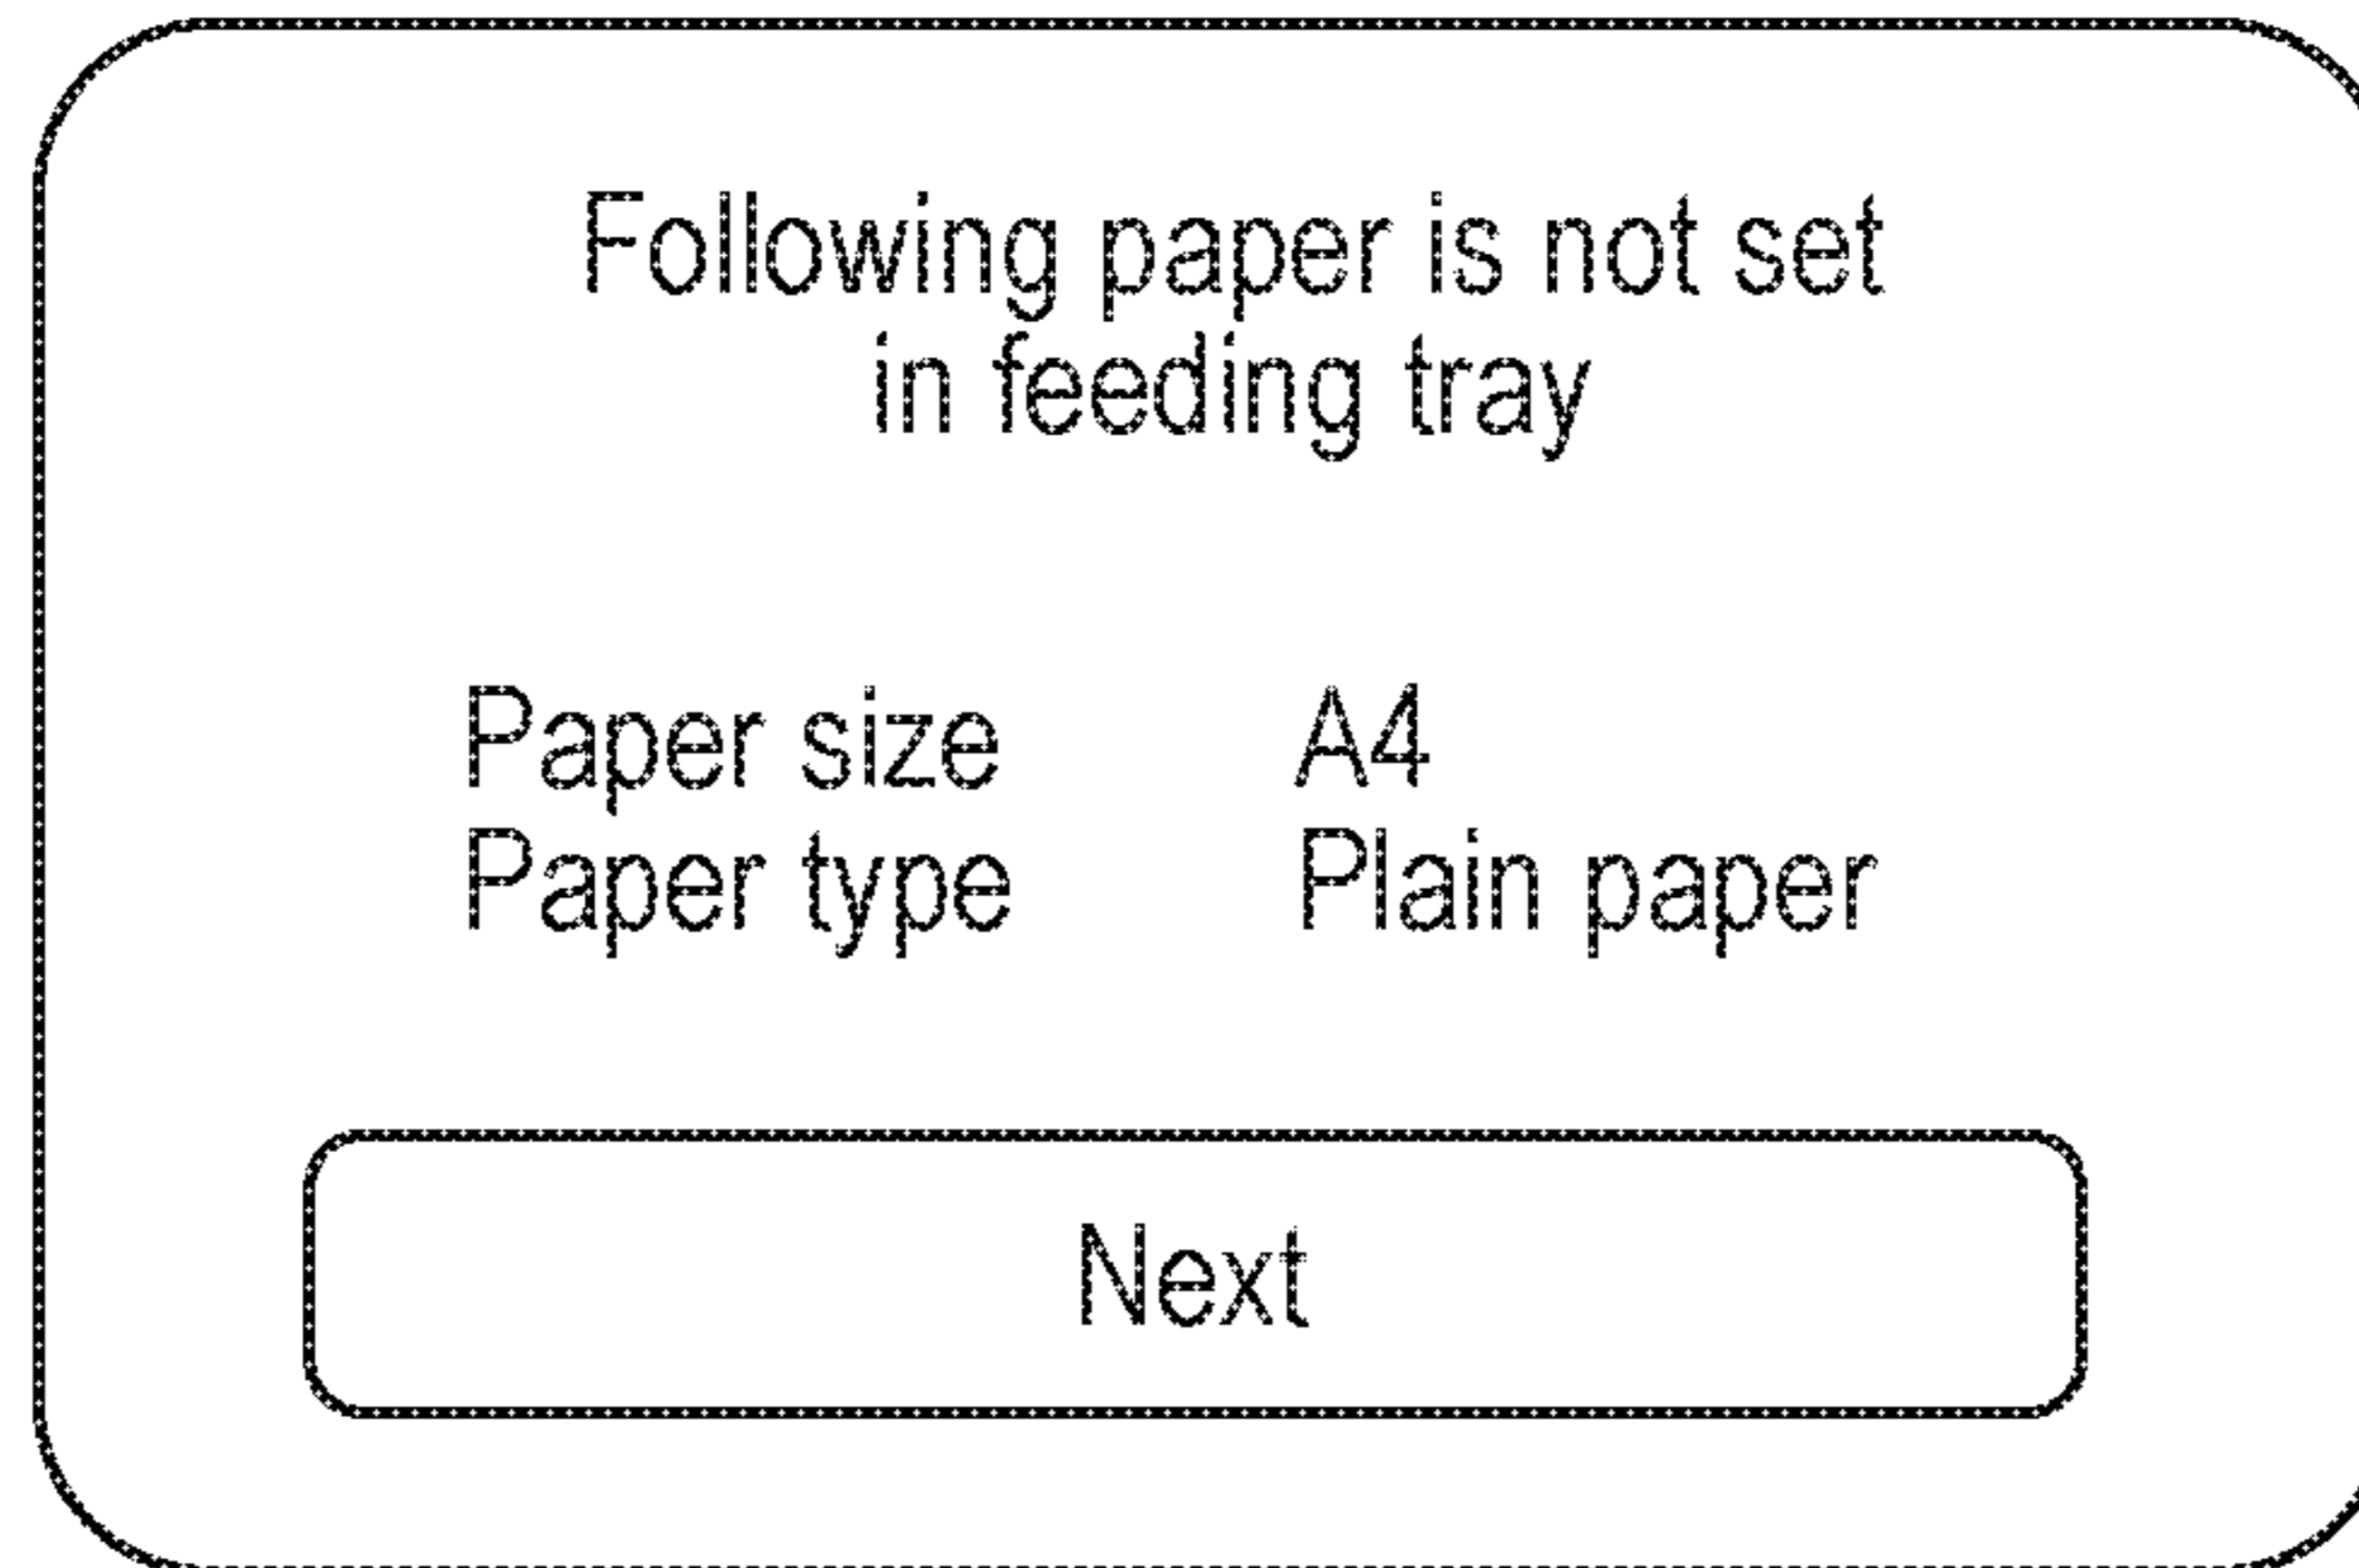 Following paper is not set
in feeding tray
Paper size A4
Paper type Plain paper
Next